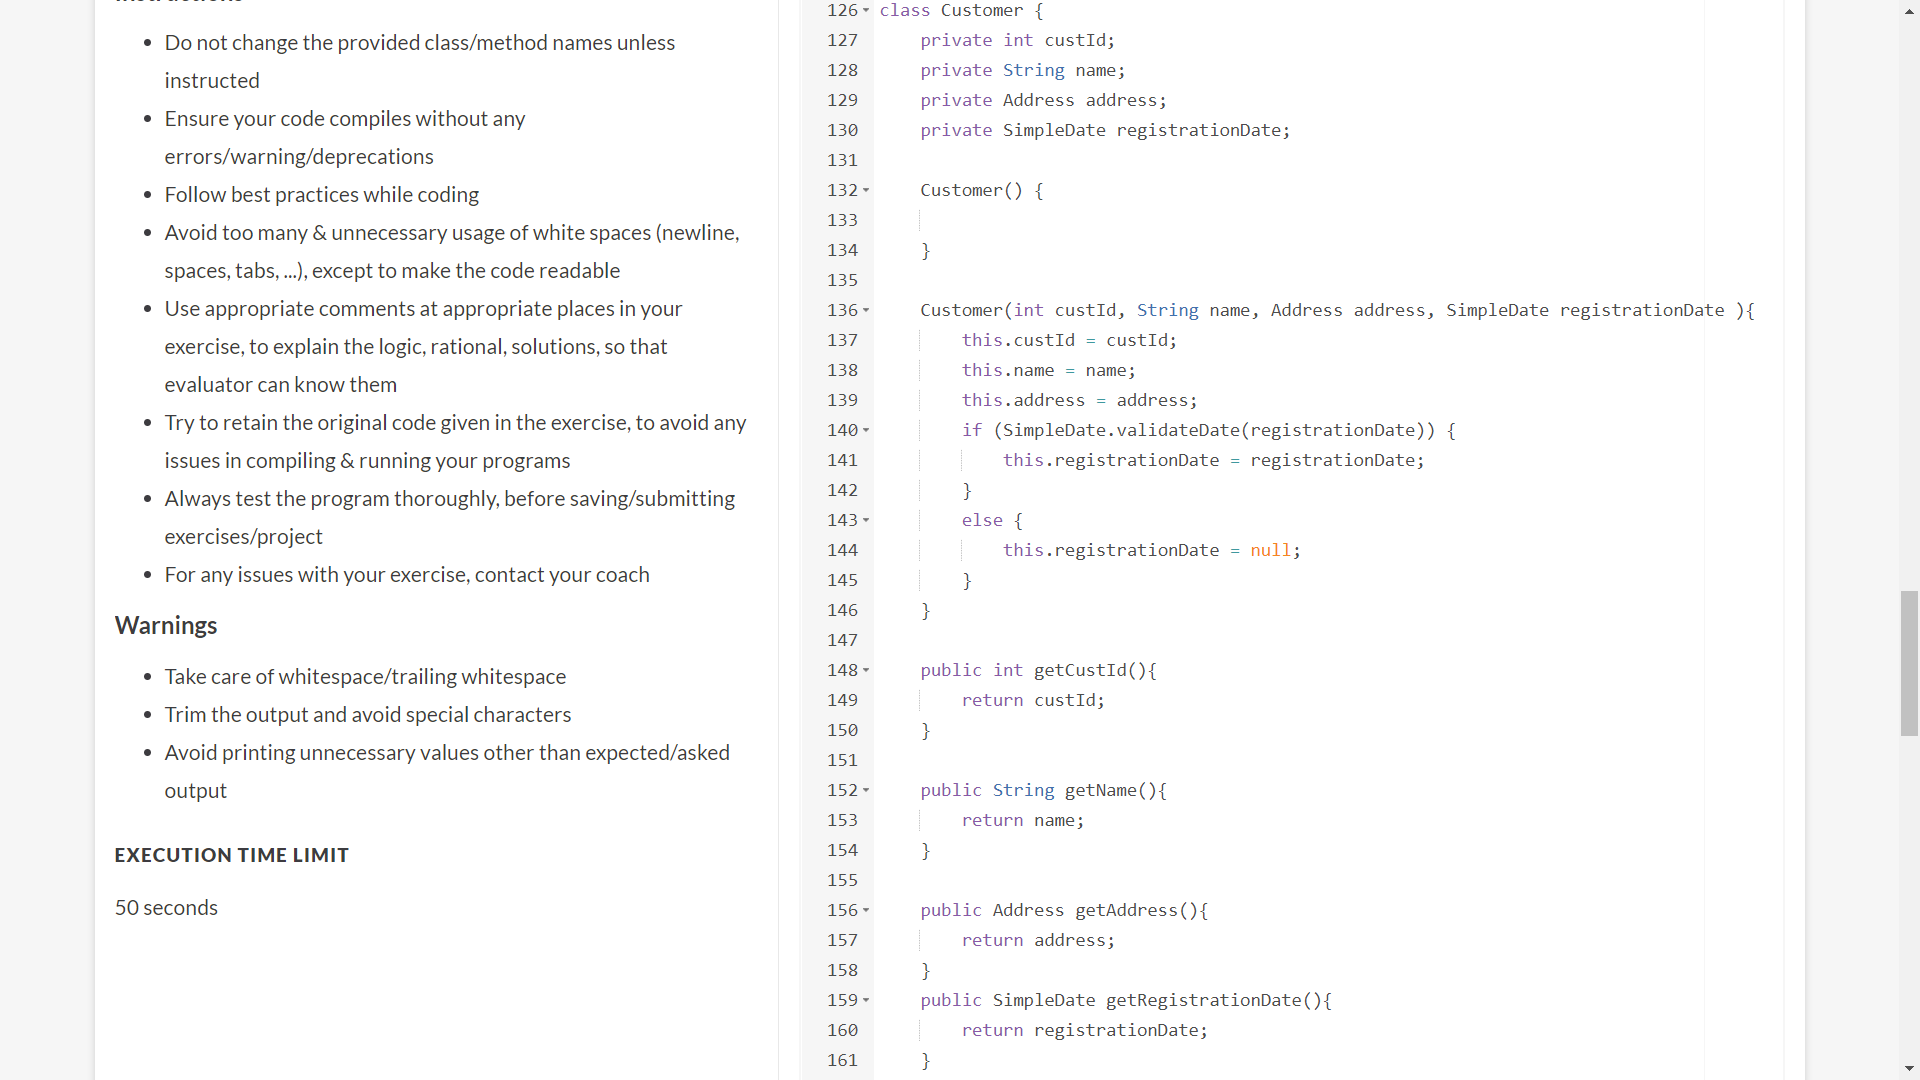 • Do not change the provided class/method names unless
instructed
• Ensure your code compiles without any
errors/warning/deprecations
• Follow best practices while coding
• Avoid too many & unnecessary usage of white spaces (newline,
spaces, tabs, ...), except to make the code readable
• Use appropriate comments at appropriate places in your
exercise, to explain the logic, rational, solutions, so that
evaluator can know them
• Try to retain the original code given in the exercise, to avoid any
issues in compiling & running your programs
• Always test the program thoroughly, before saving/submitting
exercises/project
• For any issues with your exercise, contact your coach
Warnings
• Take care of whitespace/trailing whitespace
• Trim the output and avoid special characters
• Avoid printing unnecessary values other than expected/asked
output
EXECUTION TIME LIMIT
50 seconds
126 class Customer {
127     private int custId;
128     private String name;
129     private Address address;
130     private SimpleDate registrationDate;
131
132     Customer() {
133
134     }
135
136     Customer(int custId, String name, Address address, SimpleDate registrationDate ){
137         this.custId = custId;
138         this.name = name;
139         this.address = address;
140         if (SimpleDate.validateDate(registrationDate)) {
141             this.registrationDate = registrationDate;
142         }
143         else {
144             this.registrationDate = null;
145         }
146     }
147
148     public int getCustId(){
149         return custId;
150     }
151
152     public String getName(){
153         return name;
154     }
155
156     public Address getAddress(){
157         return address;
158     }
159     public SimpleDate getRegistrationDate(){
160         return registrationDate;
161     }